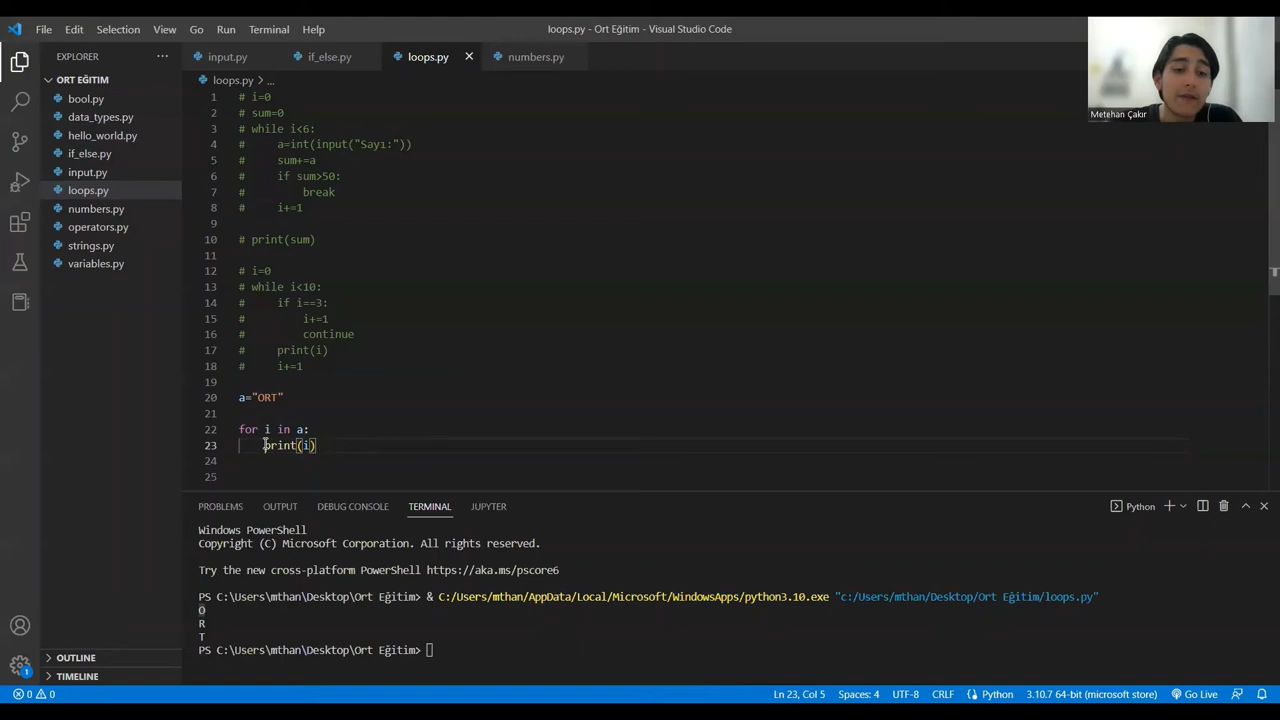 File Edit Selection View Go Run Terminal Help
loops.py - Ort Eğitim - Visual Studio Code
EXPLORER
ORT EĞITIM
bool.py
data_types.py
hello_world.py
if_else.py
input.py
loops.py
numbers.py
operators.py
strings.py
variables.py
OUTLINE
TIMELINE
input.py if_else.py loops.py numbers.py
loops.py > ...
1 # i=0
2 # sum=0
3 # while i<6:
4 #     a=int(input("Sayı:"))
5 #     sum+=a
6 #     if sum>50:
7 #         break
8 #     i+=1
9
10 # print(sum)
11
12 # i=0
13 # while i<10:
14 #     if i==3:
15 #         i+=1
16 #         continue
17 #     print(i)
18 #     i+=1
19
20 a="ORT"
21
22 for i in a:
23     print(i)
24
25
Metehan Çakır
PROBLEMS OUTPUT DEBUG CONSOLE TERMINAL JUPYTER
Python
Windows PowerShell
Copyright (C) Microsoft Corporation. All rights reserved.
Try the new cross-platform PowerShell https://aka.ms/pscore6
PS C:\Users\mthan\Desktop\Ort Eğitim> & C:/Users/mthan/AppData/Local/Microsoft/WindowsApps/python3.10.exe "c:/Users/mthan/Desktop/Ort Eğitim/loops.py"
O
R
T
PS C:\Users\mthan\Desktop\Ort Eğitim>
1
0 0 Ln 23, Col 5 Spaces: 4 UTF-8 CRLF Python 3.10.7 64-bit (microsoft store) Go Live